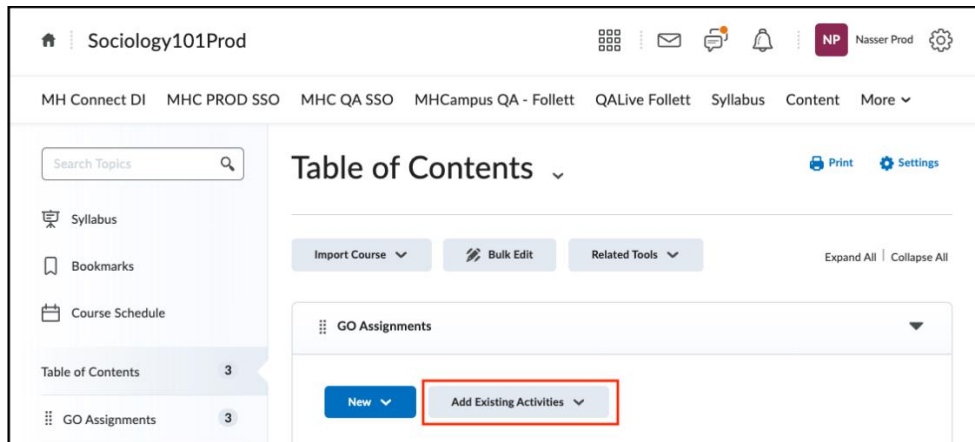 Sociology101Prod
NP Nasser Prod
MH Connect DI MHC PROD SSO MHC QA SSO MHCampus QA - Follett QALive Follett Syllabus Content More
Search Topics
Syllabus
Bookmarks
Course Schedule
Table of Contents 3
GO Assignments 3
Table of Contents
Print Settings
Import Course Bulk Edit Related Tools Expand All | Collapse All
GO Assignments
New Add Existing Activities